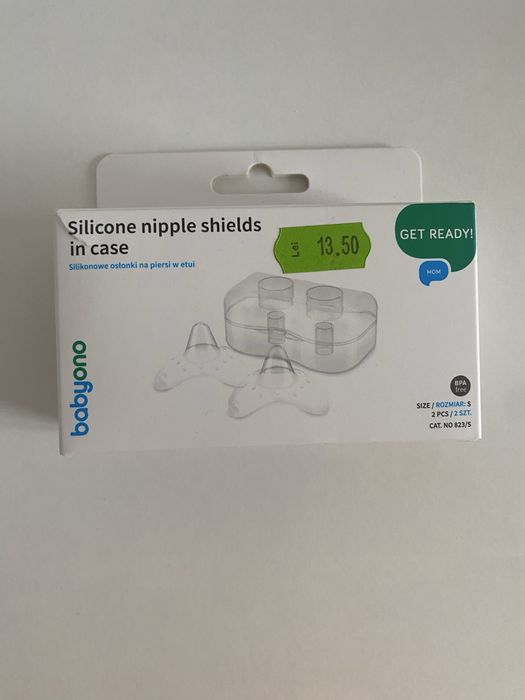 Silicone nipple shields
in case
Silikonowe osłonki na piersi w etui
Lei 13.50
GET READY!
MOM
babyono
BPA
free
SIZE / ROZMIAR: S
2 PCS / 2 SZT.
CAT. NO 823/S